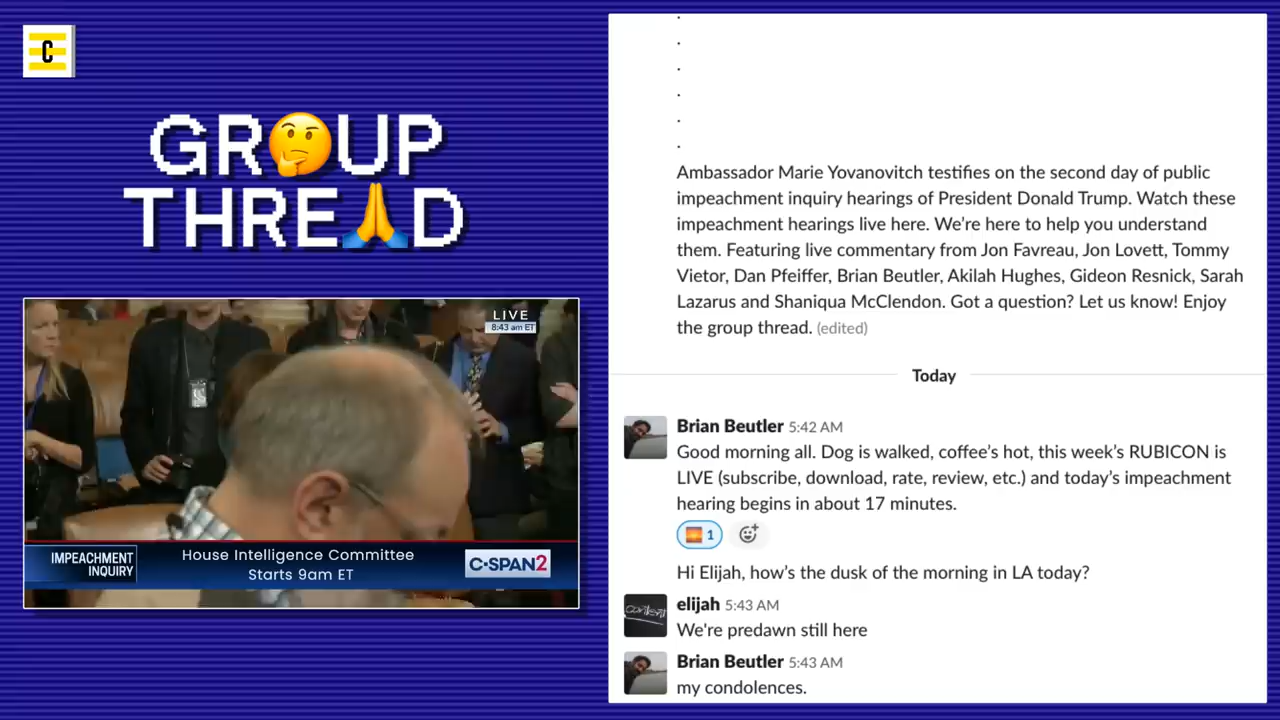 C
GR🤔UP
THRE🙏D
LIVE
8:43 am ET
IMPEACHMENT
INQUIRY
House Intelligence Committee
Starts 9am ET
C-SPAN2
.
.
.
.
.
.
Ambassador Marie Yovanovitch testifies on the second day of public
impeachment inquiry hearings of President Donald Trump. Watch these
impeachment hearings live here. We’re here to help you understand
them. Featuring live commentary from Jon Favreau, Jon Lovett, Tommy
Vietor, Dan Pfeiffer, Brian Beutler, Akilah Hughes, Gideon Resnick, Sarah
Lazarus and Shaniqua McClendon. Got a question? Let us know! Enjoy
the group thread. (edited)
Today
Brian Beutler 5:42 AM
Good morning all. Dog is walked, coffee’s hot, this week’s RUBICON is
LIVE (subscribe, download, rate, review, etc.) and today’s impeachment
hearing begins in about 17 minutes.
1
Hi Elijah, how’s the dusk of the morning in LA today?
elijah 5:43 AM
We're predawn still here
Brian Beutler 5:43 AM
my condolences.